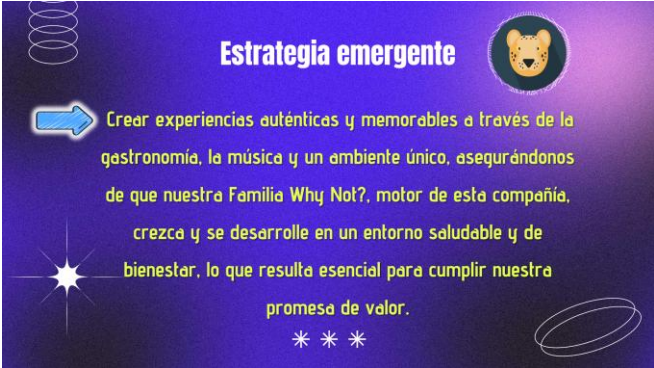 Estrategia emergente
Crear experiencias auténticas y memorables a través de la
gastronomía, la música y un ambiente único, asegurándonos
de que nuestra Familia Why Not?, motor de esta compañía,
crezca y se desarrolle en un entorno saludable y de
bienestar, lo que resulta esencial para cumplir nuestra
promesa de valor.